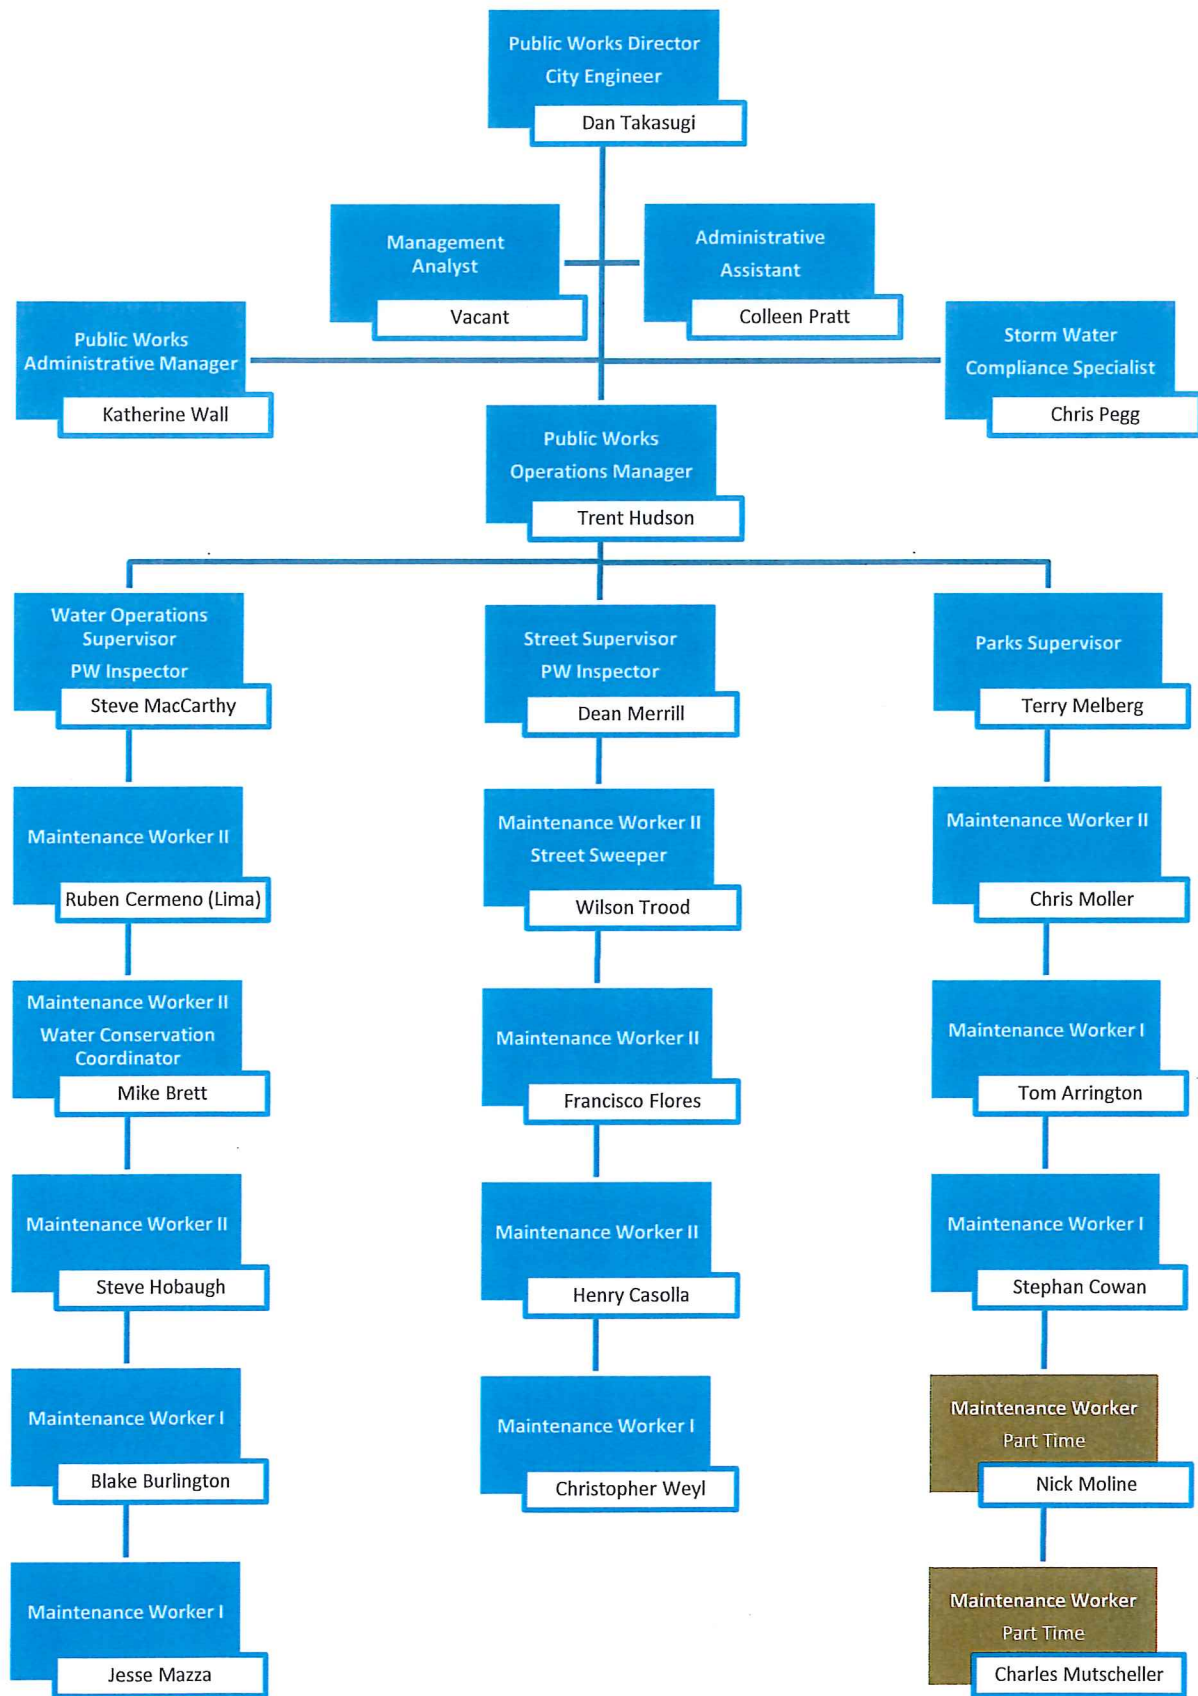 Public Works Director
City Engineer
Dan Takasugi
Management
Analyst
Vacant
Administrative
Assistant
Colleen Pratt
Public Works
Administrative Manager
Katherine Wall
Storm Water
Compliance Specialist
Chris Pegg
Public Works
Operations Manager
Trent Hudson
Water Operations
Supervisor
PW Inspector
Steve MacCarthy
Street Supervisor
PW Inspector
Dean Merrill
Parks Supervisor
Terry Melberg
Maintenance Worker II
Ruben Cermeno (Lima)
Maintenance Worker II
Street Sweeper
Wilson Trood
Maintenance Worker II
Chris Moller
Maintenance Worker II
Water Conservation
Coordinator
Mike Brett
Maintenance Worker II
Francisco Flores
Maintenance Worker I
Tom Arrington
Maintenance Worker II
Steve Hobaugh
Maintenance Worker II
Henry Casolla
Maintenance Worker I
Stephan Cowan
Maintenance Worker I
Blake Burlington
Maintenance Worker I
Christopher Weyl
Maintenance Worker
Part Time
Nick Moline
Maintenance Worker I
Jesse Mazza
Maintenance Worker
Part Time
Charles Mutscheller